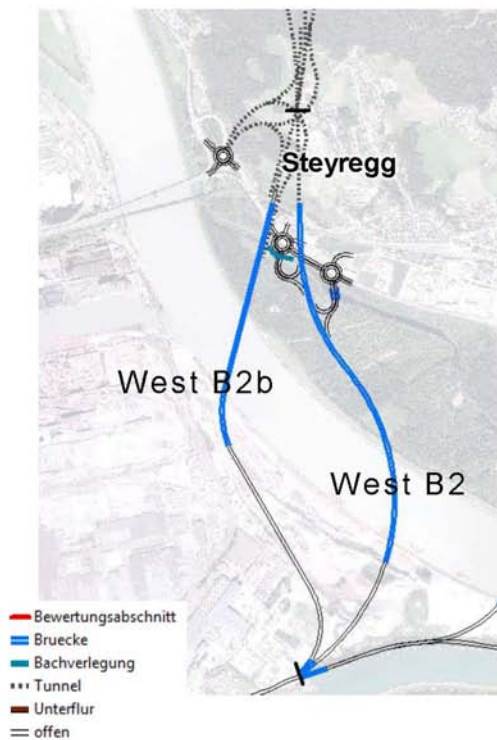 Steyregg
West B2b
West B2
Bewertungsabschnitt
Bruecke
Bachverlegung
Tunnel
Unterflur
offen